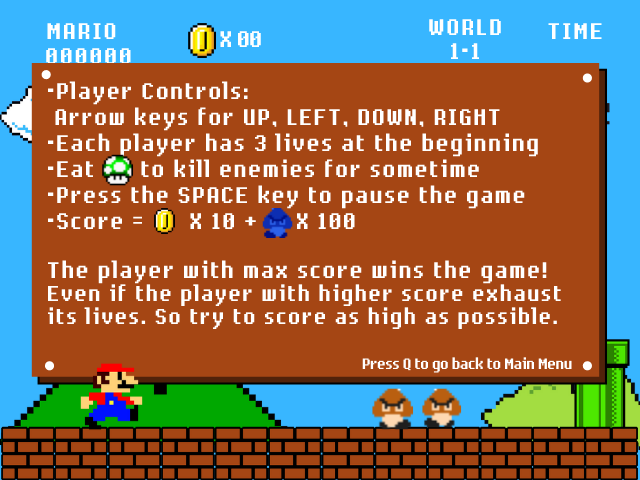 MARIO
000000
X 00
WORLD
1-1
TIME
·Player Controls:
Arrow keys for UP, LEFT, DOWN, RIGHT
·Each player has 3 lives at the beginning
·Eat to kill enemies for sometime
·Press the SPACE key to pause the game
·Score = X 10 + X 100
The player with max score wins the game!
Even if the player with higher score exhaust
its lives. So try to score as high as possible.
Press Q to go back to Main Menu